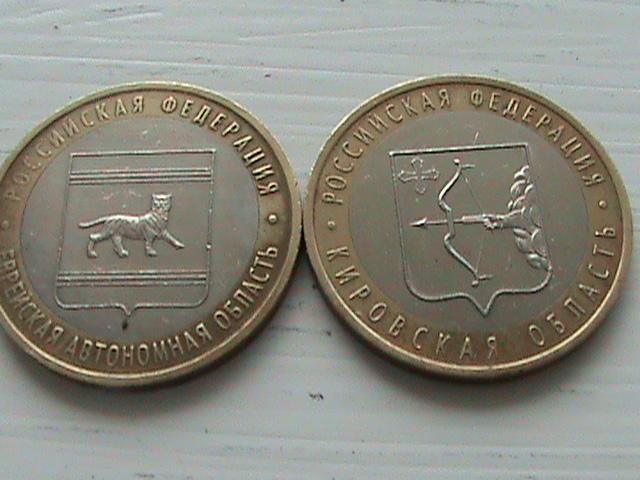 РОССИЙСКАЯ ФЕДЕРАЦИЯ
ЕВРЕЙСКАЯ АВТОНОМНАЯ ОБЛАСТЬ
РОССИЙСКАЯ ФЕДЕРАЦИЯ
КИРОВСКАЯ ОБЛАСТЬ